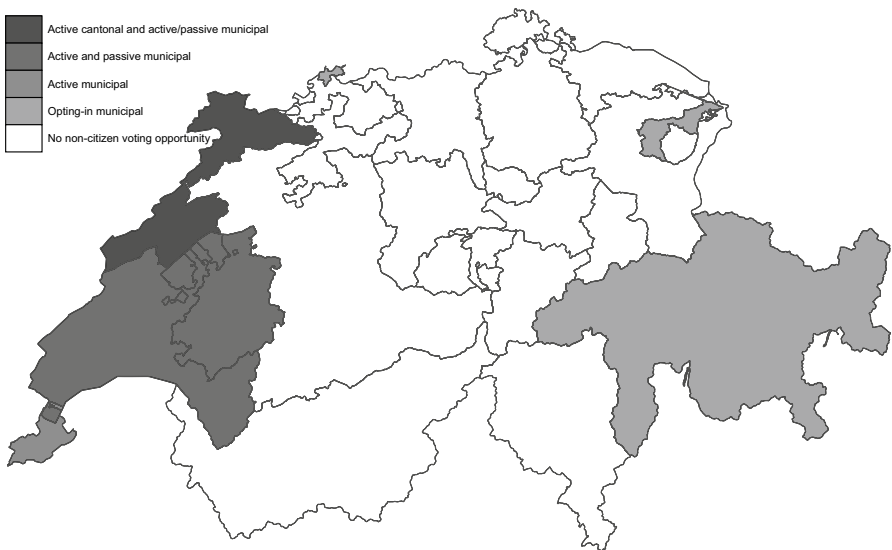 Active cantonal and active/passive municipal
Active and passive municipal
Active municipal
Opting-in municipal
No non-citizen voting opportunity